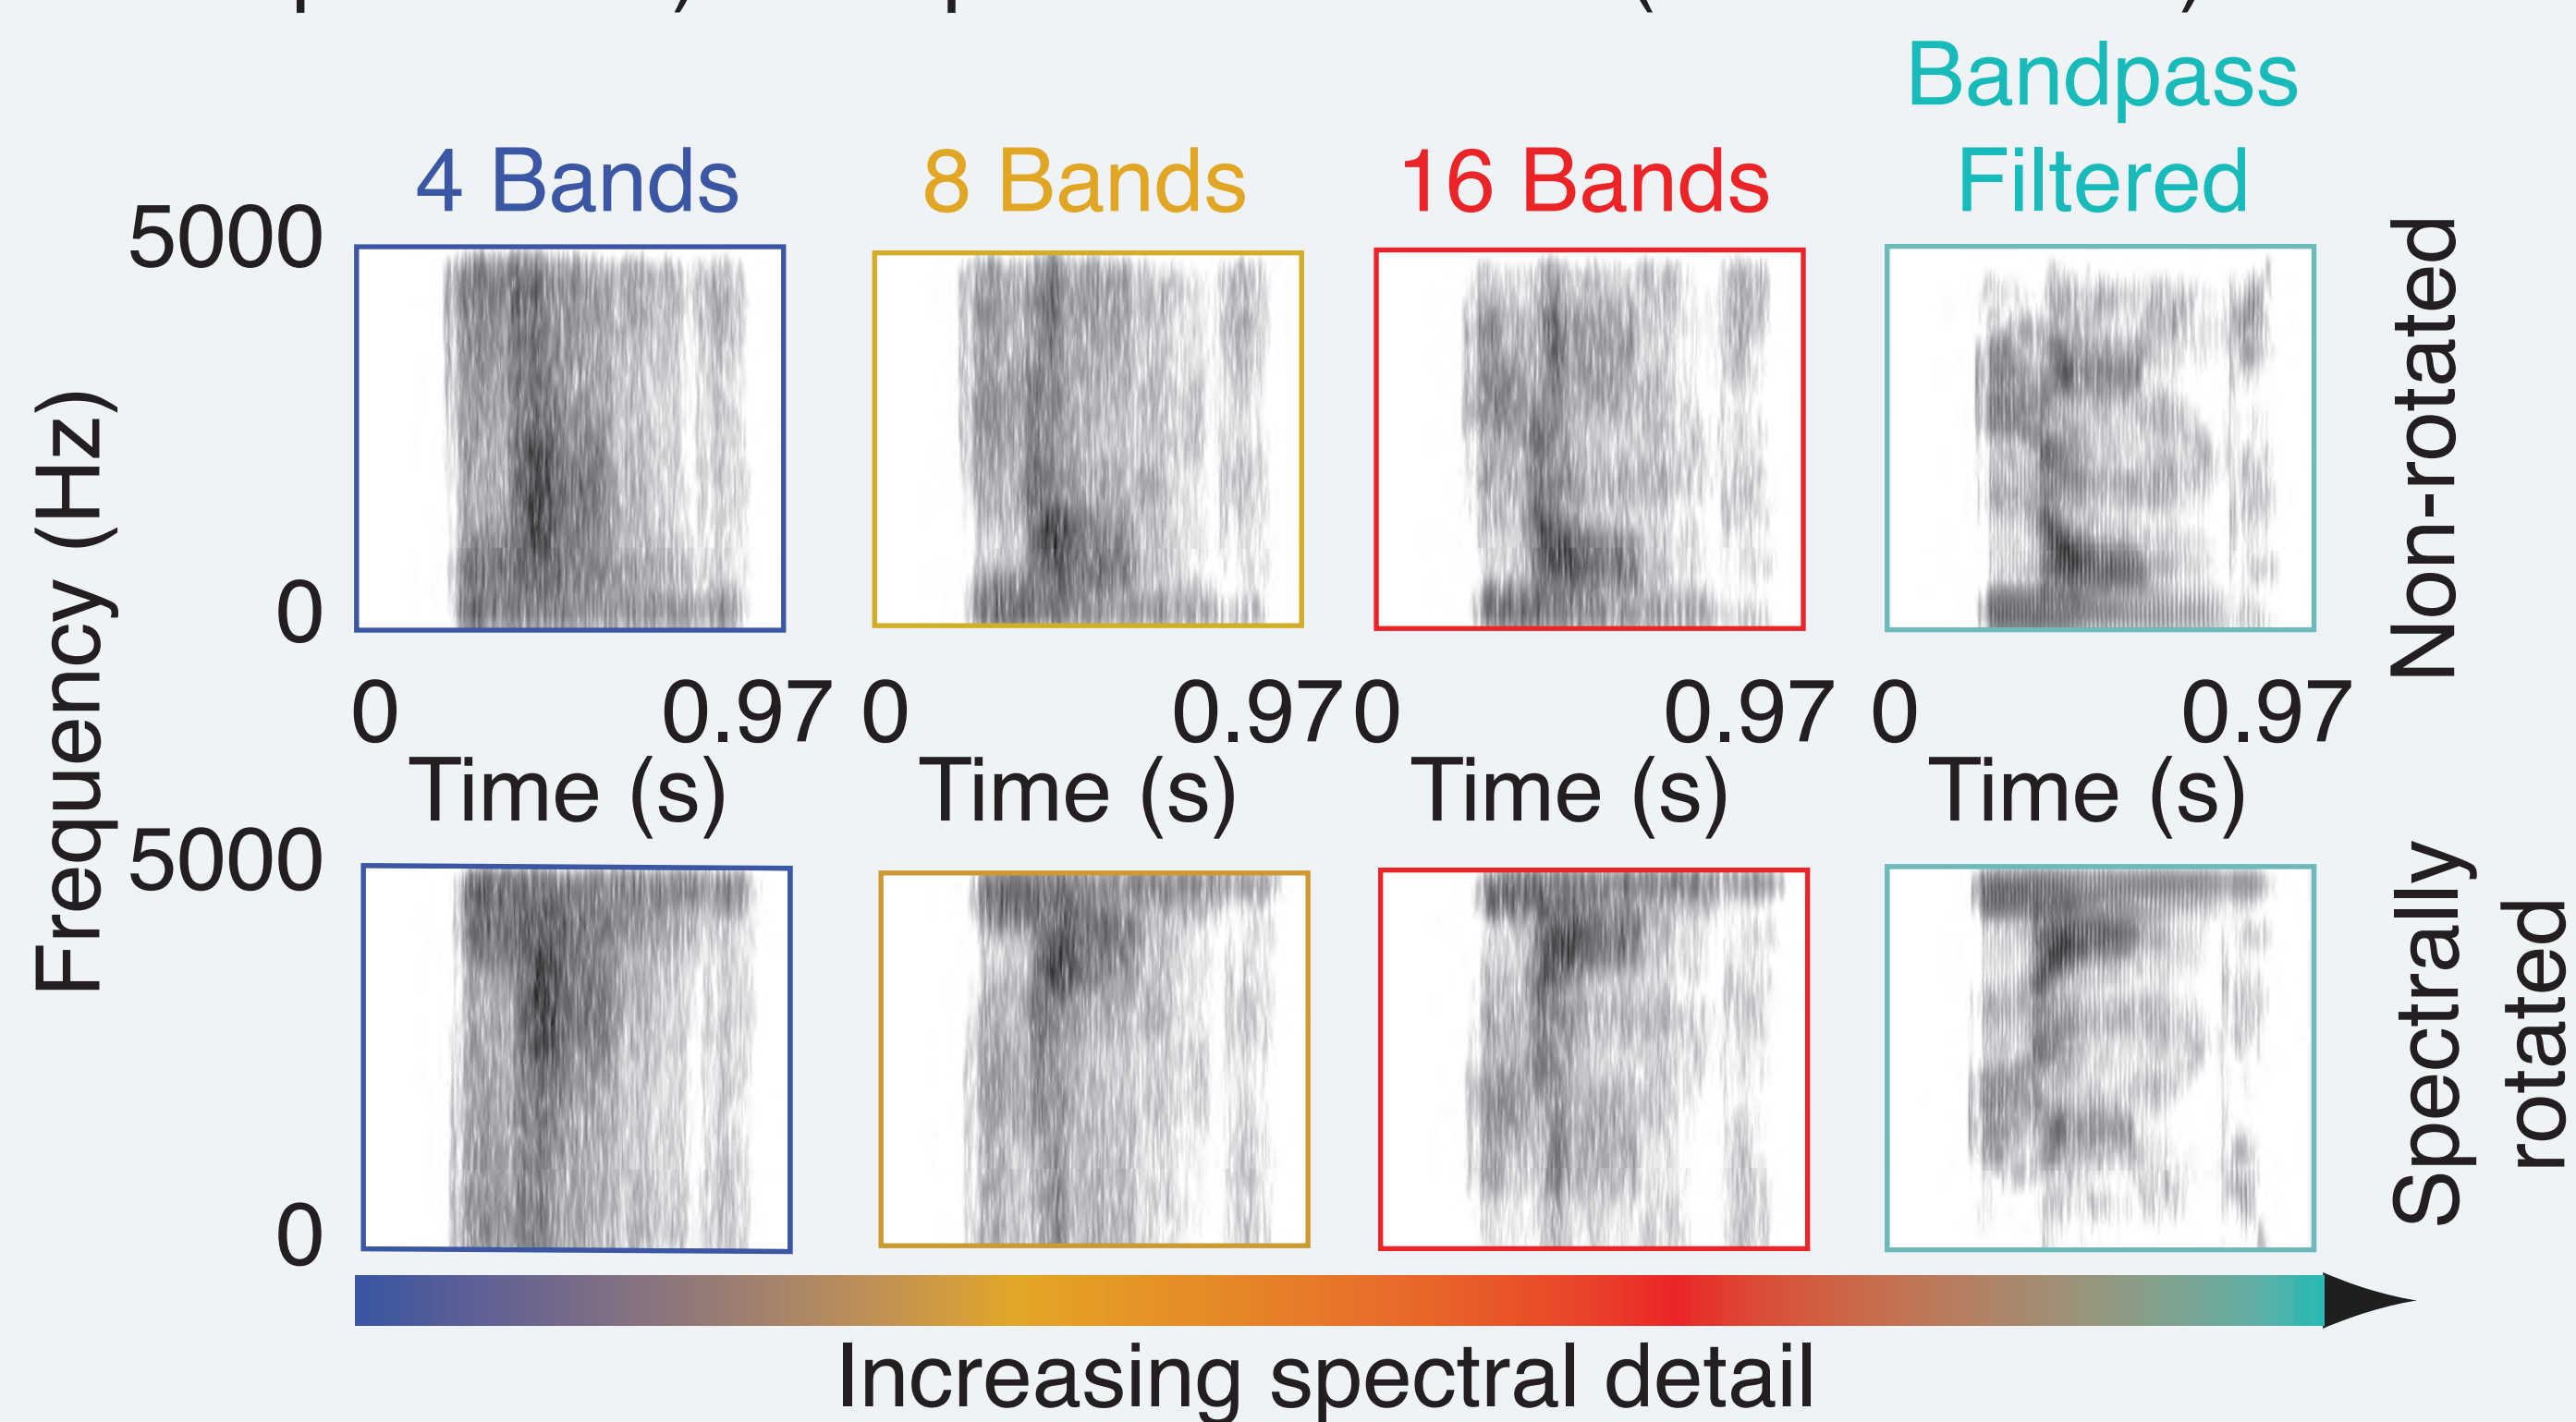 Bandpass
4 Bands 8 Bands 16 Bands Filtered
5000
0
Frequency (Hz)
Non-rotated
0 0.97 0 0.97 0 0.97 0 0.97
Time (s) Time (s) Time (s) Time (s)
5000
0
Spectrally
rotated
Increasing spectral detail